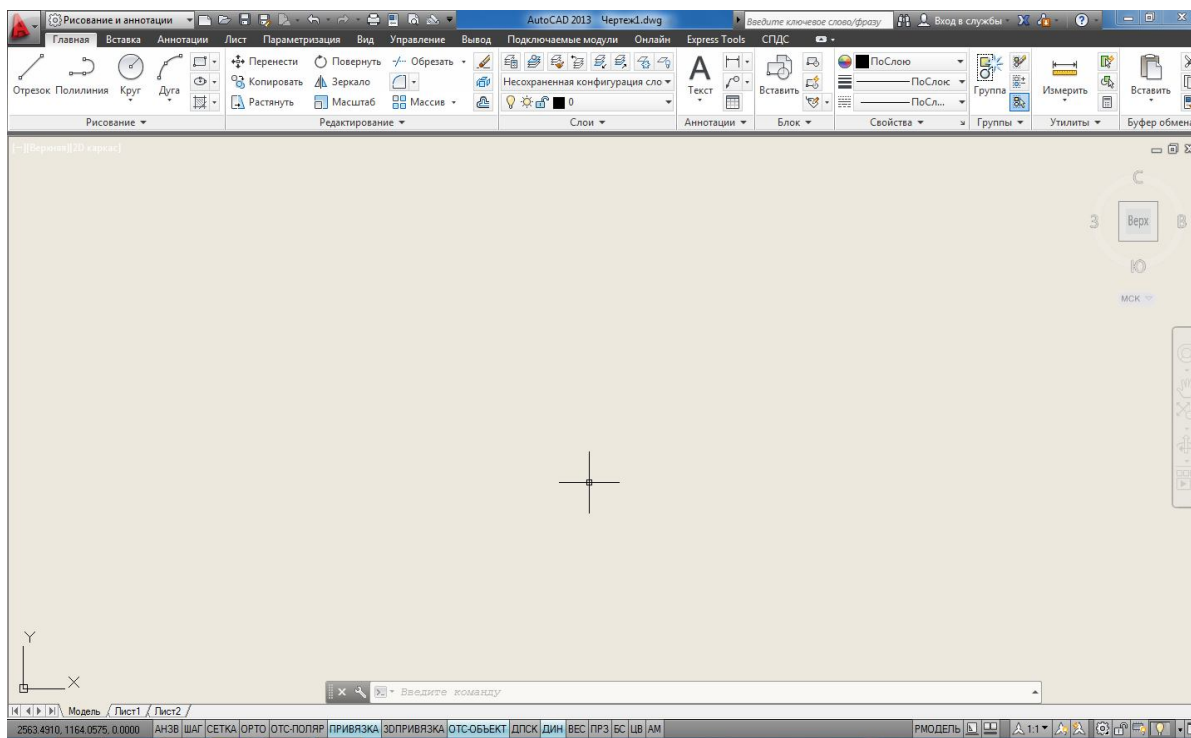 Рисование и аннотации AutoCAD 2013 Чертеж1.dwg Введите ключевое слово/фразу Вход в службы
Главная Вставка Аннотации Лист Параметризация Вид Управление Вывод Подключаемые модули Онлайн Express Tools СПДС
Отрезок Полилиния Круг Дуга
Перенести Повернуть Обрезать
Копировать Зеркало
Растянуть Масштаб Массив
Несохраненная конфигурация сло
0
А Текст
Вставить
ПоСлою
ПоСлою
ПоСл...
Группа
Измерить
Вставить
Рисование Редактирование Слои Аннотации Блок Свойства Группы Утилиты Буфер обмена
[−][Верхняя][2D каркас]
С
З Верх В
Ю
МСК
Y
X
Введите команду
Модель Лист1 Лист2
2563.4910, 1164.0575, 0.0000 АНЗВ ШАГ СЕТКА ОРТО ОТС-ПОЛЯР ПРИВЯЗКА 3DПРИВЯЗКА ОТС-ОБЪЕКТ ДПСК ДИН ВЕС ПРЗ БС ЦВ АМ РМОДЕЛЬ 1:1